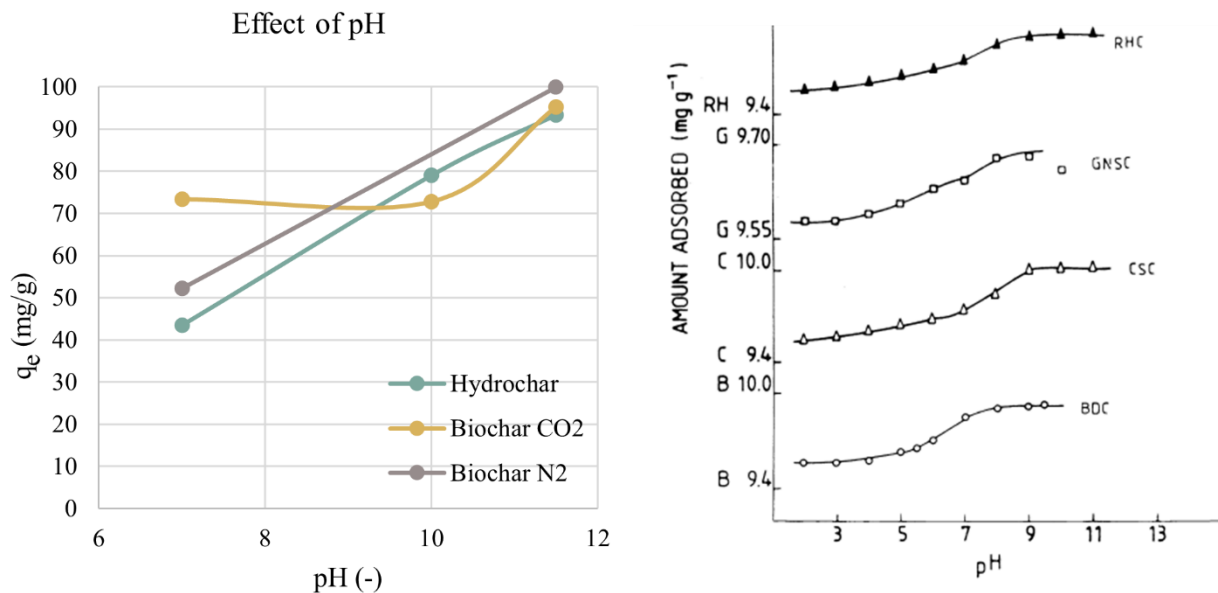 Effect of pH
100
90
80
70
60
50
40
30
20
10
0
6
8
10
12
qe (mg/g)
pH (-)
Hydrochar
Biochar CO2
Biochar N2
AMOUNT ADSORBED (mg g-1)
RH 9.4
G 9.70
G 9.55
C 10.0
C 9.4
B 10.0
B 9.4
RHC
GNSC
CSC
BDC
3 5 7 9 11 13
pH